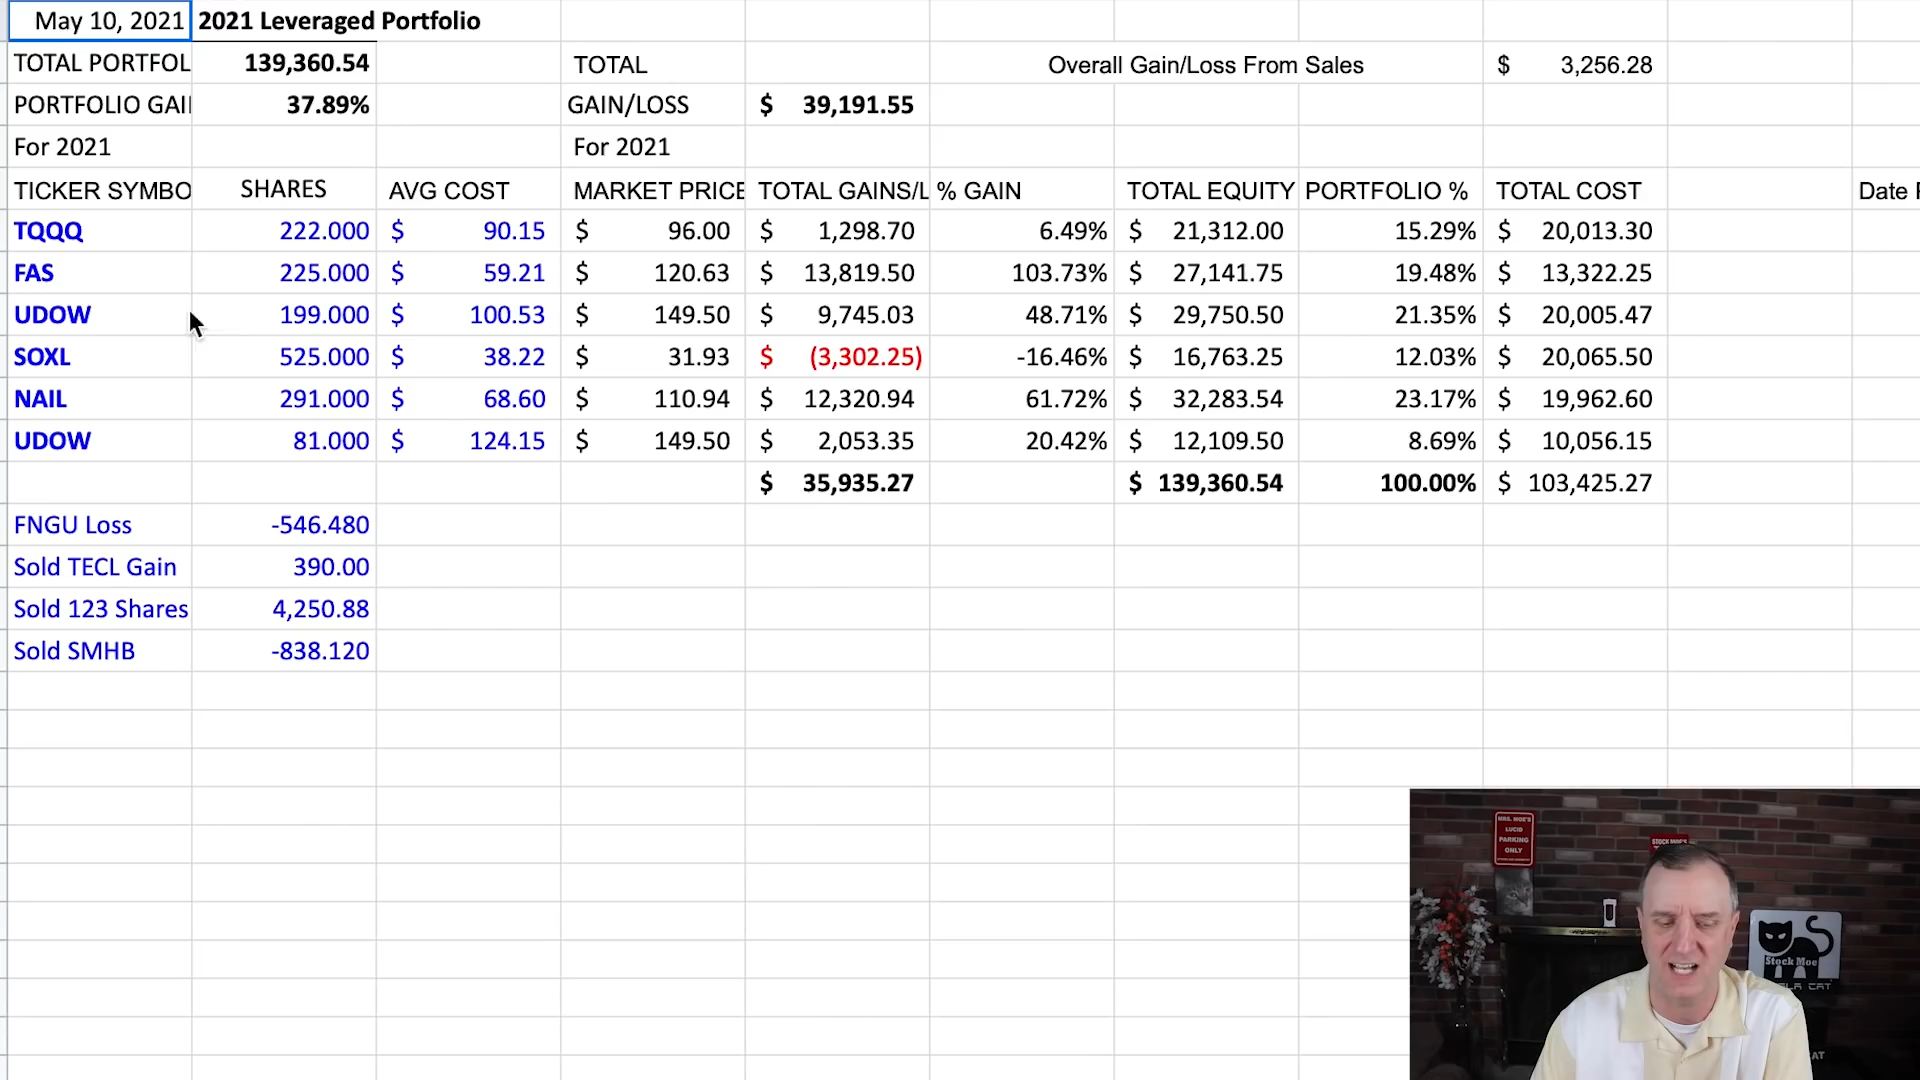 May 10, 2021 2021 Leveraged Portfolio
TOTAL PORTFOL 139,360.54 TOTAL Overall Gain/Loss From Sales $ 3,256.28
PORTFOLIO GAI 37.89% GAIN/LOSS $ 39,191.55
For 2021 For 2021
TICKER SYMBO SHARES AVG COST MARKET PRICE TOTAL GAINS/L % GAIN TOTAL EQUITY PORTFOLIO % TOTAL COST Date
TQQQ 222.000 $ 90.15 $ 96.00 $ 1,298.70 6.49% $ 21,312.00 15.29% $ 20,013.30
FAS 225.000 $ 59.21 $ 120.63 $ 13,819.50 103.73% $ 27,141.75 19.48% $ 13,322.25
UDOW 199.000 $ 100.53 $ 149.50 $ 9,745.03 48.71% $ 29,750.50 21.35% $ 20,005.47
SOXL 525.000 $ 38.22 $ 31.93 $ (3,302.25) -16.46% $ 16,763.25 12.03% $ 20,065.50
NAIL 291.000 $ 68.60 $ 110.94 $ 12,320.94 61.72% $ 32,283.54 23.17% $ 19,962.60
UDOW 81.000 $ 124.15 $ 149.50 $ 2,053.35 20.42% $ 12,109.50 8.69% $ 10,056.15
$ 35,935.27 $ 139,360.54 100.00% $ 103,425.27
FNGU Loss -546.480
Sold TECL Gain 390.00
Sold 123 Shares 4,250.88
Sold SMHB -838.120
MRS. MOE'S
LUCID
PARKING
ONLY
STOCK MOE'S
Stock Moe
CAT